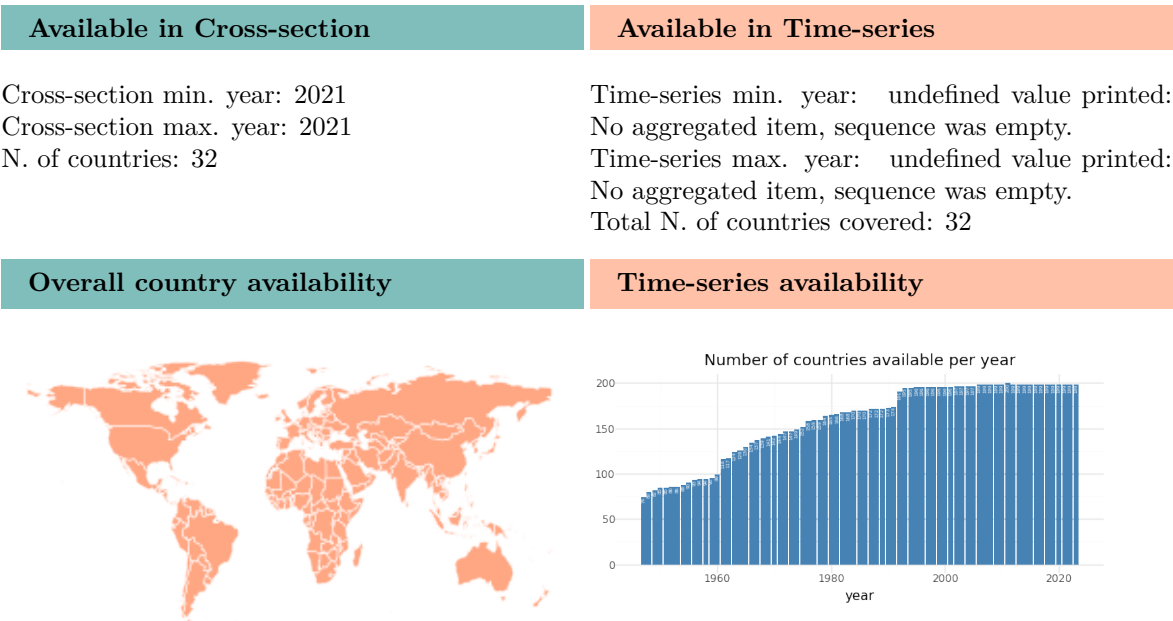 Available in Cross-section
Available in Time-series
Cross-section min. year: 2021
Cross-section max. year: 2021
N. of countries: 32
Time-series min. year: undefined value printed:
No aggregated item, sequence was empty.
Time-series max. year: undefined value printed:
No aggregated item, sequence was empty.
Total N. of countries covered: 32
Overall country availability
Time-series availability
Number of countries available per year
200
150
100
50
0
1960
1980
2000
2020
year